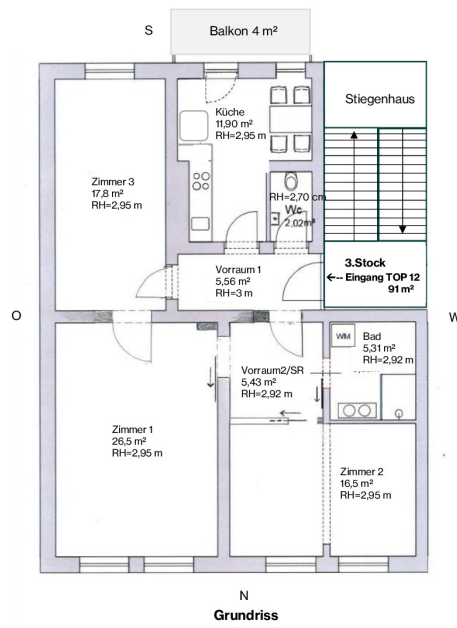 S
Balkon 4 m²
Stiegenhaus
Küche
11,90 m²
RH=2,95 m
Zimmer 3
17,8 m²
RH=2,95 m
RH=2,70 cm
Wc
2,02m²
Vorraum 1
5,56 m²
RH=3 m
3.Stock
←-- Eingang TOP 12
91 m²
O
W
WM
Bad
5,31 m²
RH=2,92 m
Vorraum2/SR
5,43 m²
RH=2,92 m
Zimmer 1
26,5 m²
RH=2,95 m
Zimmer 2
16,5 m²
RH=2,95 m
N
Grundriss